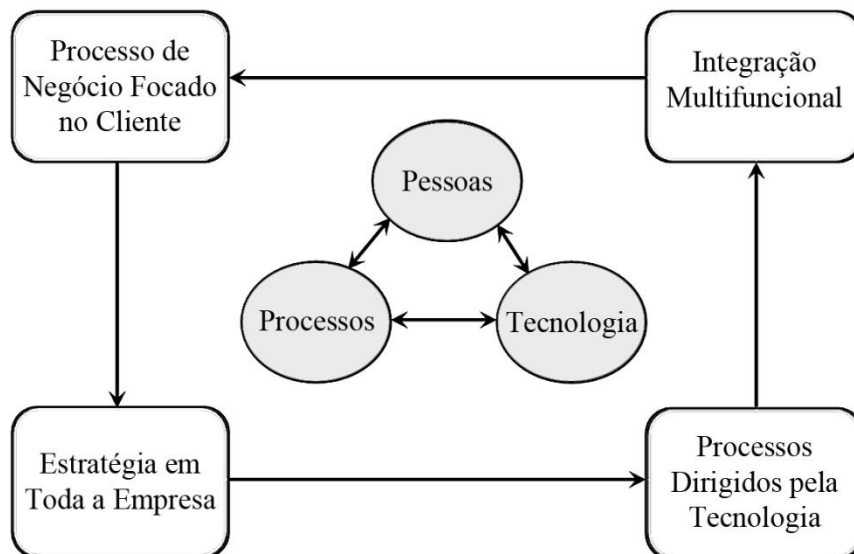 Processo de
Negócio Focado
no Cliente
Integração
Multifuncional
Pessoas
Processos
Tecnologia
Estratégia em
Toda a Empresa
Processos
Dirigidos pela
Tecnologia